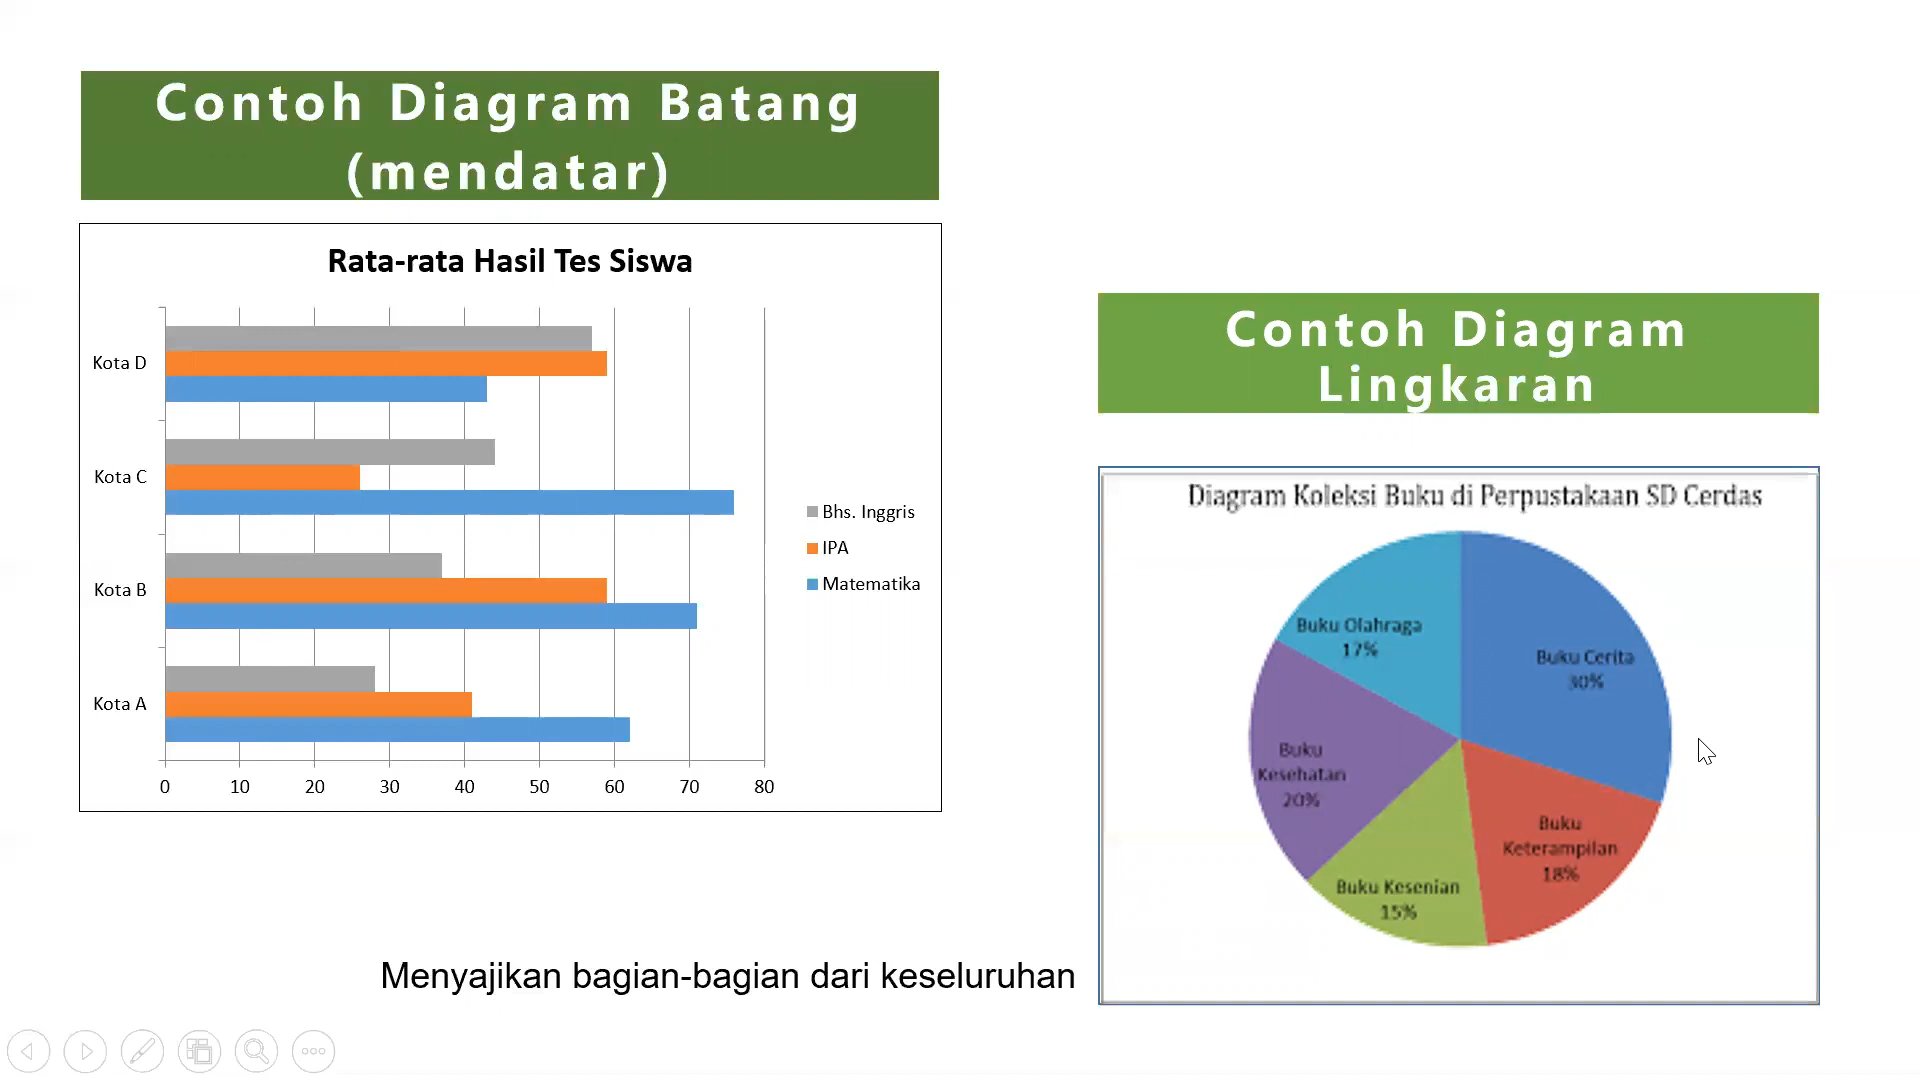 Contoh Diagram Batang
(mendatar)
Rata-rata Hasil Tes Siswa
Kota D
Kota C
Kota B
Kota A
0 10 20 30 40 50 60 70 80
Bhs. Inggris
IPA
Matematika
Contoh Diagram
Lingkaran
Diagram Koleksi Buku di Perpustakaan SD Cerdas
Buku Olahraga
17%
Buku Cerita
30%
Buku
Kesehatan
20%
Buku
Keterampilan
18%
Buku Kesenian
15%
Menyajikan bagian-bagian dari keseluruhan